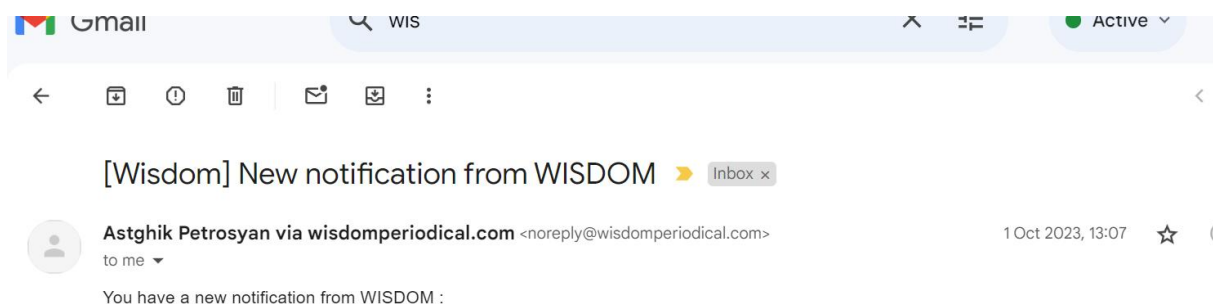 Gmail
wis
Active
[Wisdom] New notification from WISDOM Inbox x
Astghik Petrosyan via wisdomperiodical.com <noreply@wisdomperiodical.com> 1 Oct 2023, 13:07
to me
You have a new notification from WISDOM :